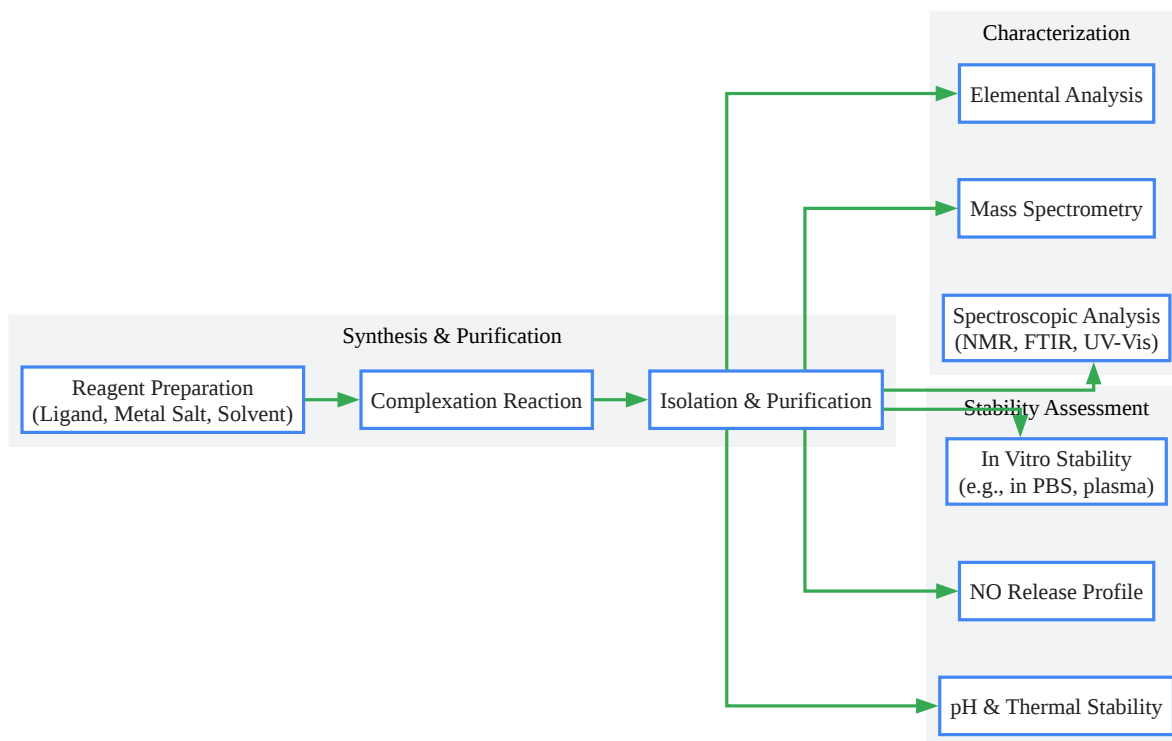 Synthesis & Purification
Reagent Preparation
(Ligand, Metal Salt, Solvent)
Complexation Reaction
Isolation & Purification
Characterization
Elemental Analysis
Mass Spectrometry
Spectroscopic Analysis
(NMR, FTIR, UV-Vis)
Stability Assessment
In Vitro Stability
(e.g., in PBS, plasma)
NO Release Profile
pH & Thermal Stability